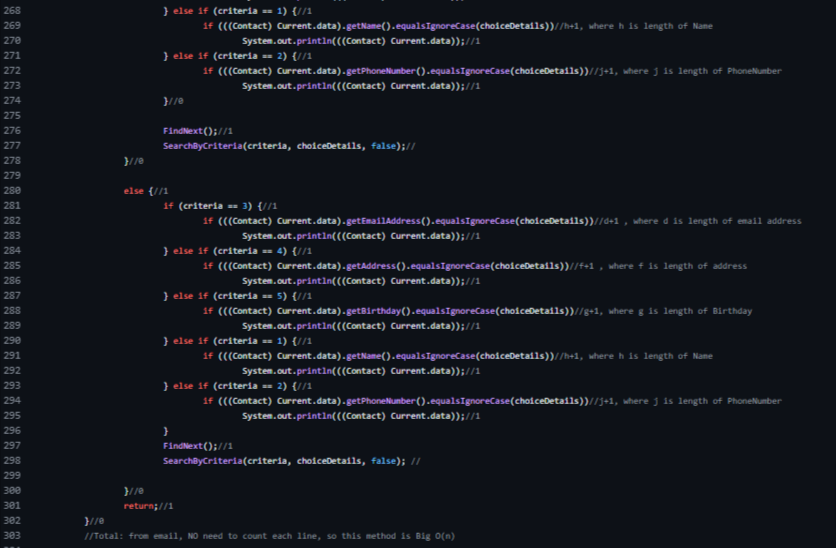 268 } else if (criteria == 1) {//1
269 if (((Contact) Current.data).getName().equalsIgnoreCase(choiceDetails))//h+1, where h is length of Name
270 System.out.println(((Contact) Current.data));//1
271 } else if (criteria == 2) {//1
272 if (((Contact) Current.data).getPhoneNumber().equalsIgnoreCase(choiceDetails))//j+1, where j is length of PhoneNumber
273 System.out.println(((Contact) Current.data));//1
274 }//0
275
276 FindNext();//1
277 SearchByCriteria(criteria, choiceDetails, false);//
278 }//0
279
280 else {//1
281 if (criteria == 3) {//1
282 if (((Contact) Current.data).getEmailAddress().equalsIgnoreCase(choiceDetails))//d+1 , where d is length of email address
283 System.out.println(((Contact) Current.data));//1
284 } else if (criteria == 4) {//1
285 if (((Contact) Current.data).getAddress().equalsIgnoreCase(choiceDetails))//f+1 , where f is length of address
286 System.out.println(((Contact) Current.data));//1
287 } else if (criteria == 5) {//1
288 if (((Contact) Current.data).getBirthday().equalsIgnoreCase(choiceDetails))//g+1, where g is length of Birthday
289 System.out.println(((Contact) Current.data));//1
290 } else if (criteria == 1) {//1
291 if (((Contact) Current.data).getName().equalsIgnoreCase(choiceDetails))//h+1, where h is length of Name
292 System.out.println(((Contact) Current.data));//1
293 } else if (criteria == 2) {//1
294 if (((Contact) Current.data).getPhoneNumber().equalsIgnoreCase(choiceDetails))//j+1, where j is length of PhoneNumber
295 System.out.println(((Contact) Current.data));//1
296 }
297 FindNext();//1
298 SearchByCriteria(criteria, choiceDetails, false); //
299
300 }//0
301 return;//1
302 }//0
303 //Total: from email, NO need to count each line, so this method is Big O(n)